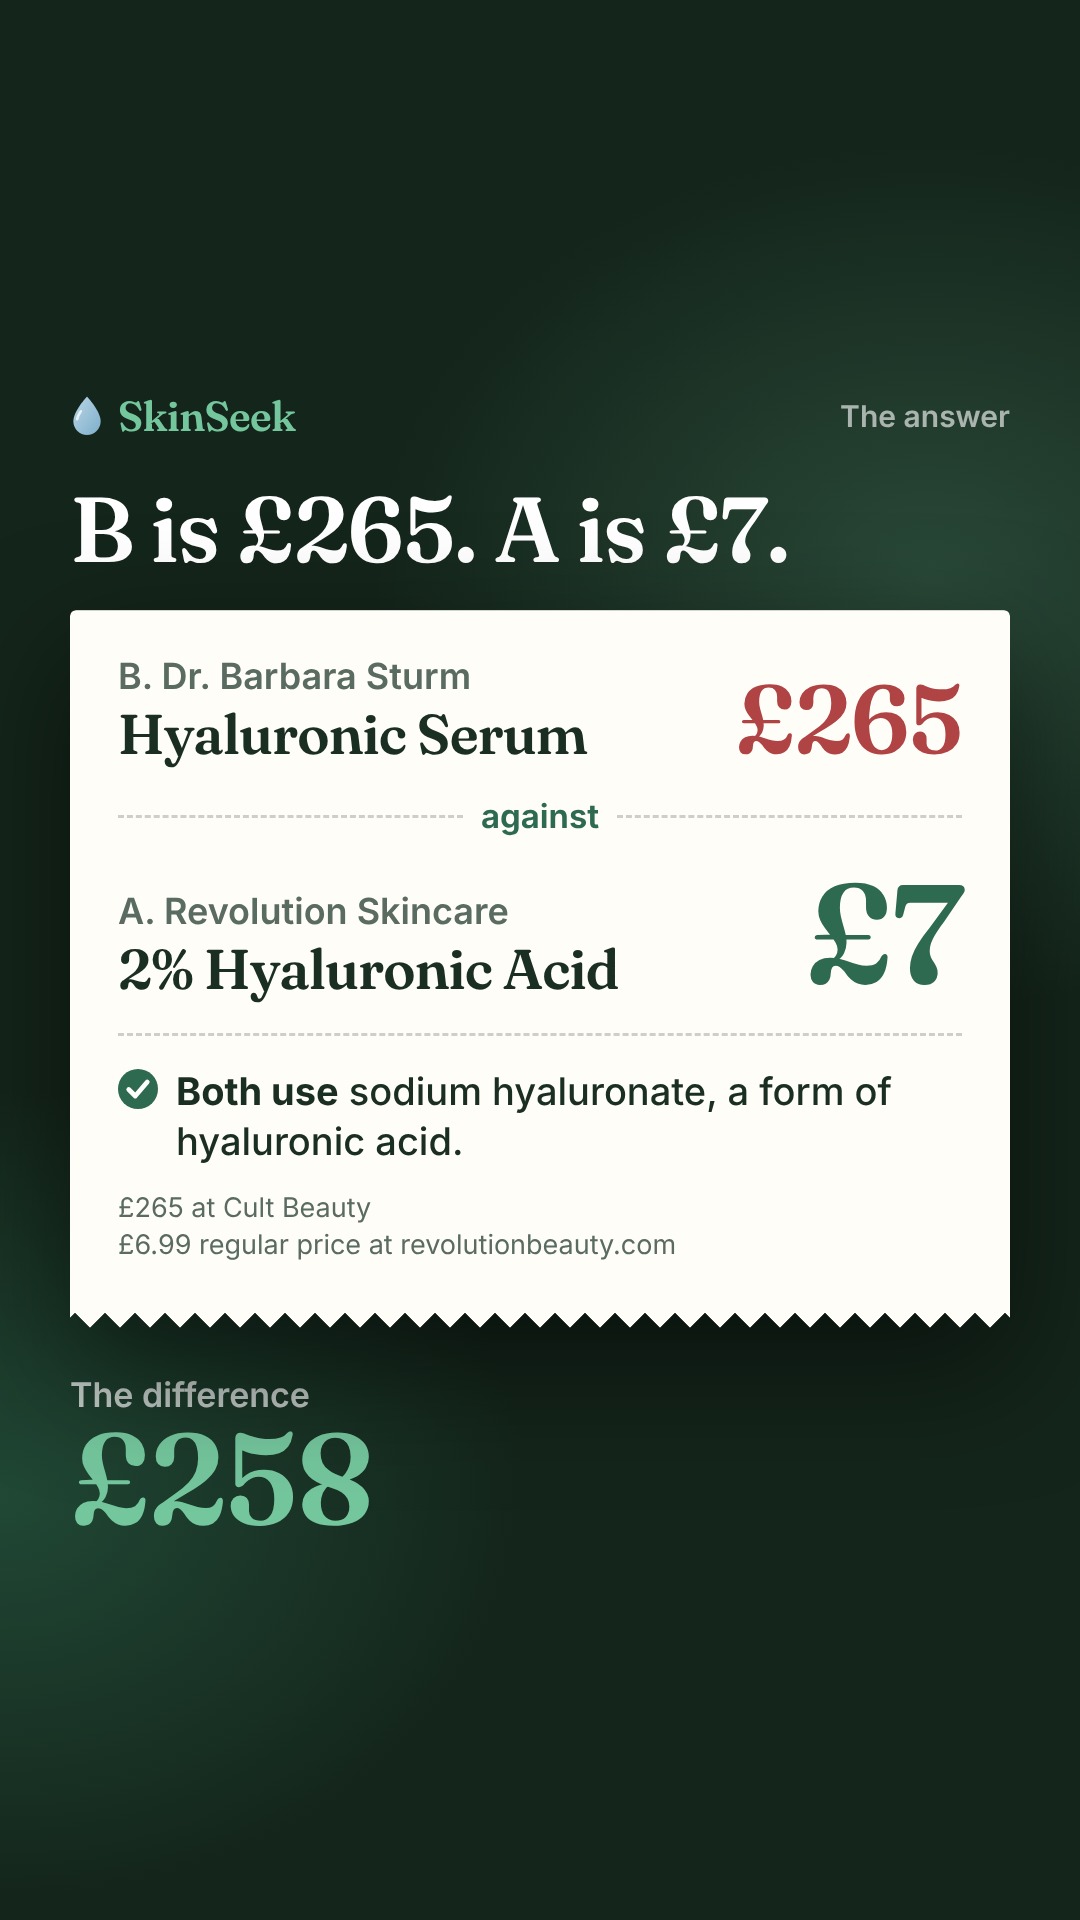 SkinSeek
The answer
B is £265. A is £7.
B. Dr. Barbara Sturm
Hyaluronic Serum
£265
against
A. Revolution Skincare
2% Hyaluronic Acid
£7
Both use sodium hyaluronate, a form of
hyaluronic acid.
£265 at Cult Beauty
£6.99 regular price at revolutionbeauty.com
The difference
£258